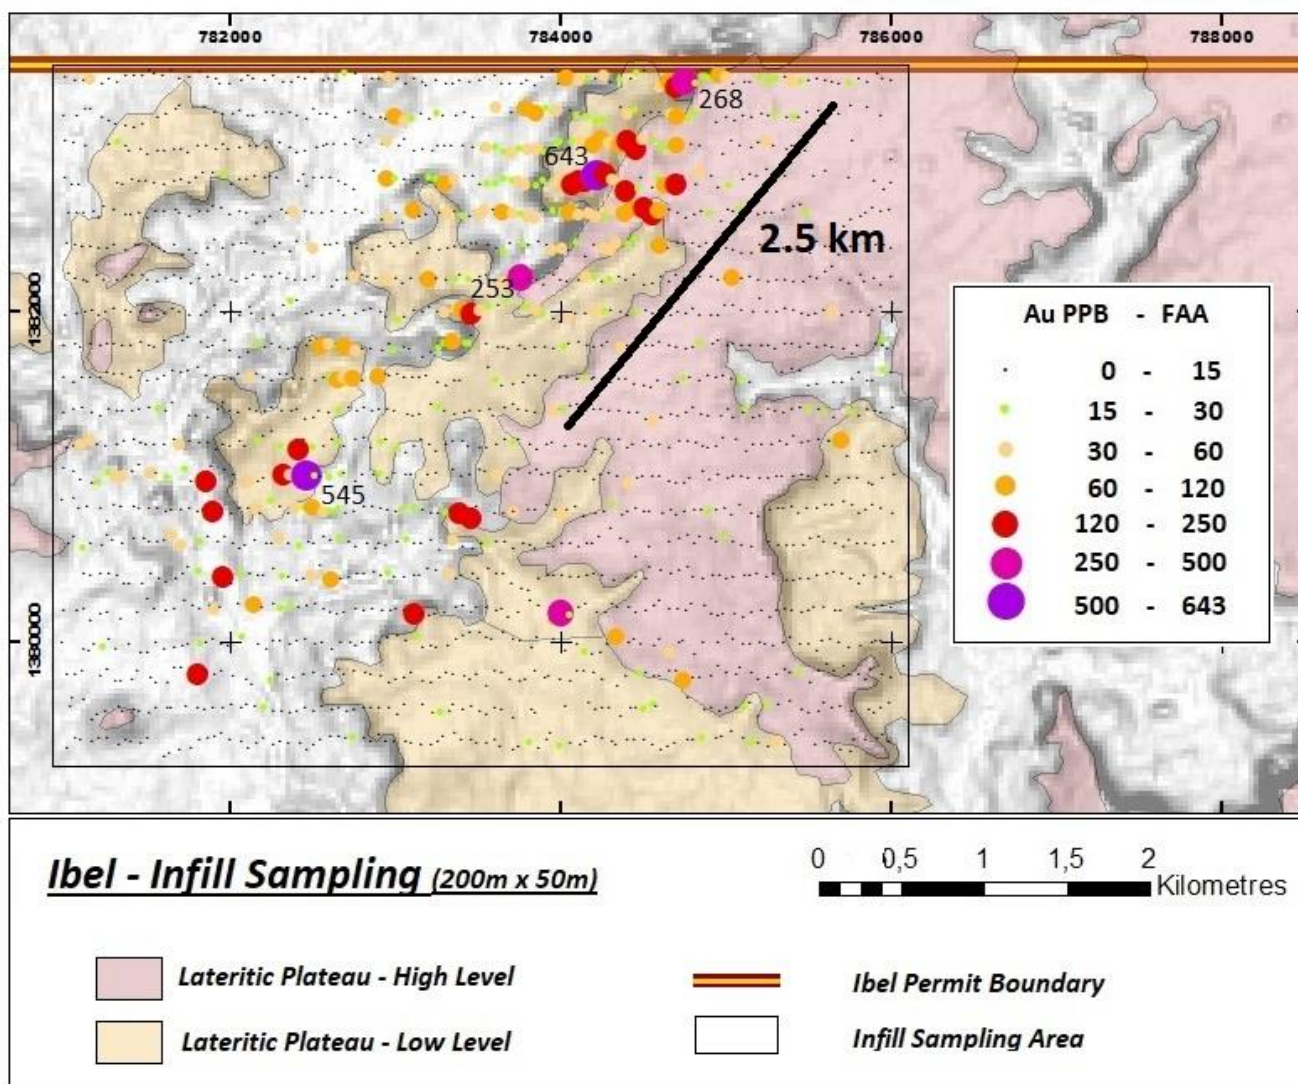 782000 784000 786000 788000
268
643
2.5 km
253
1382000
545
1380000
Au PPB - FAA
0 - 15
15 - 30
30 - 60
60 - 120
120 - 250
250 - 500
500 - 643
Ibel - Infill Sampling (200m x 50m)
0 0,5 1 1,5 2
Kilometres
Lateritic Plateau - High Level
Ibel Permit Boundary
Lateritic Plateau - Low Level
Infill Sampling Area